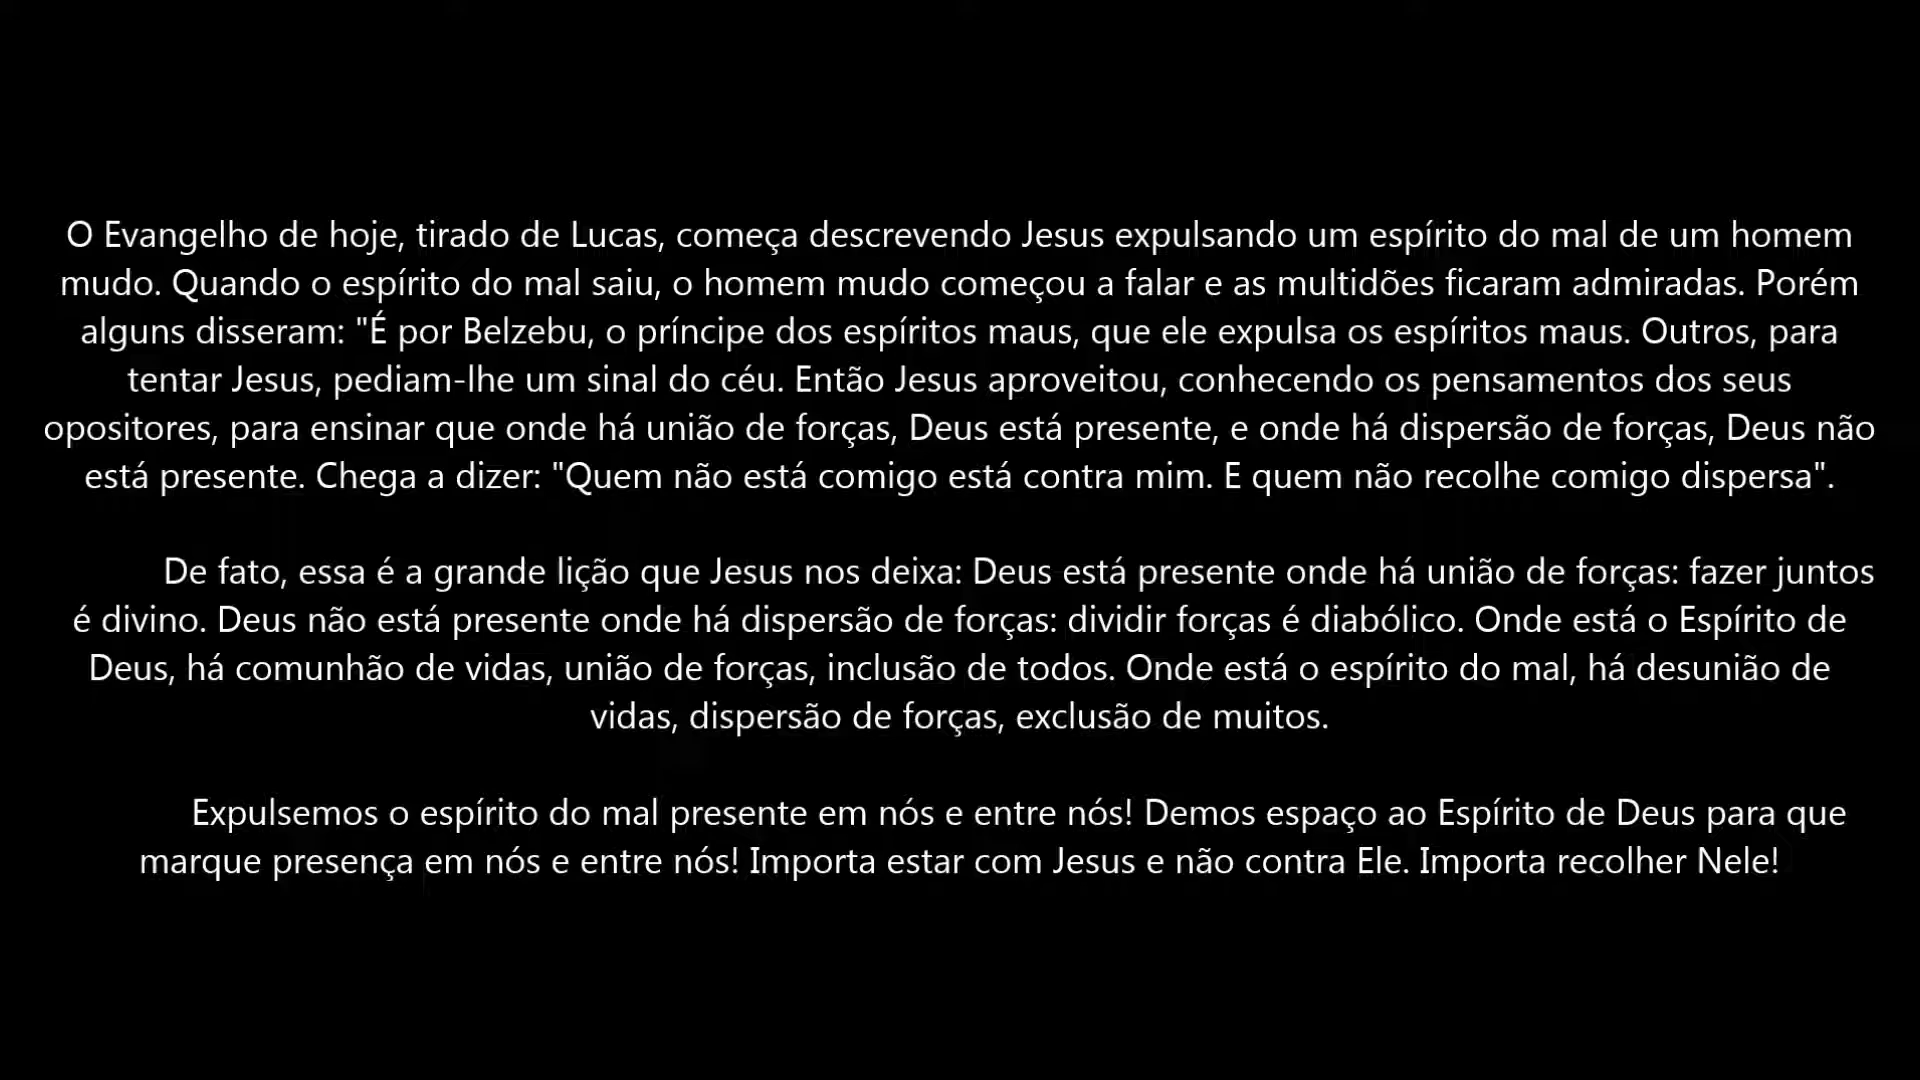 O Evangelho de hoje, tirado de Lucas, começa descrevendo Jesus expulsando um espírito do mal de um homem
mudo. Quando o espírito do mal saiu, o homem mudo começou a falar e as multidões ficaram admiradas. Porém
alguns disseram: "É por Belzebu, o príncipe dos espíritos maus, que ele expulsa os espíritos maus. Outros, para
tentar Jesus, pediam-lhe um sinal do céu. Então Jesus aproveitou, conhecendo os pensamentos dos seus
opositores, para ensinar que onde há união de forças, Deus está presente, e onde há dispersão de forças, Deus não
está presente. Chega a dizer: "Quem não está comigo está contra mim. E quem não recolhe comigo dispersa".
De fato, essa é a grande lição que Jesus nos deixa: Deus está presente onde há união de forças: fazer juntos
é divino. Deus não está presente onde há dispersão de forças: dividir forças é diabólico. Onde está o Espírito de
Deus, há comunhão de vidas, união de forças, inclusão de todos. Onde está o espírito do mal, há desunião de
vidas, dispersão de forças, exclusão de muitos.
Expulsemos o espírito do mal presente em nós e entre nós! Demos espaço ao Espírito de Deus para que
marque presença em nós e entre nós! Importa estar com Jesus e não contra Ele. Importa recolher Nele!